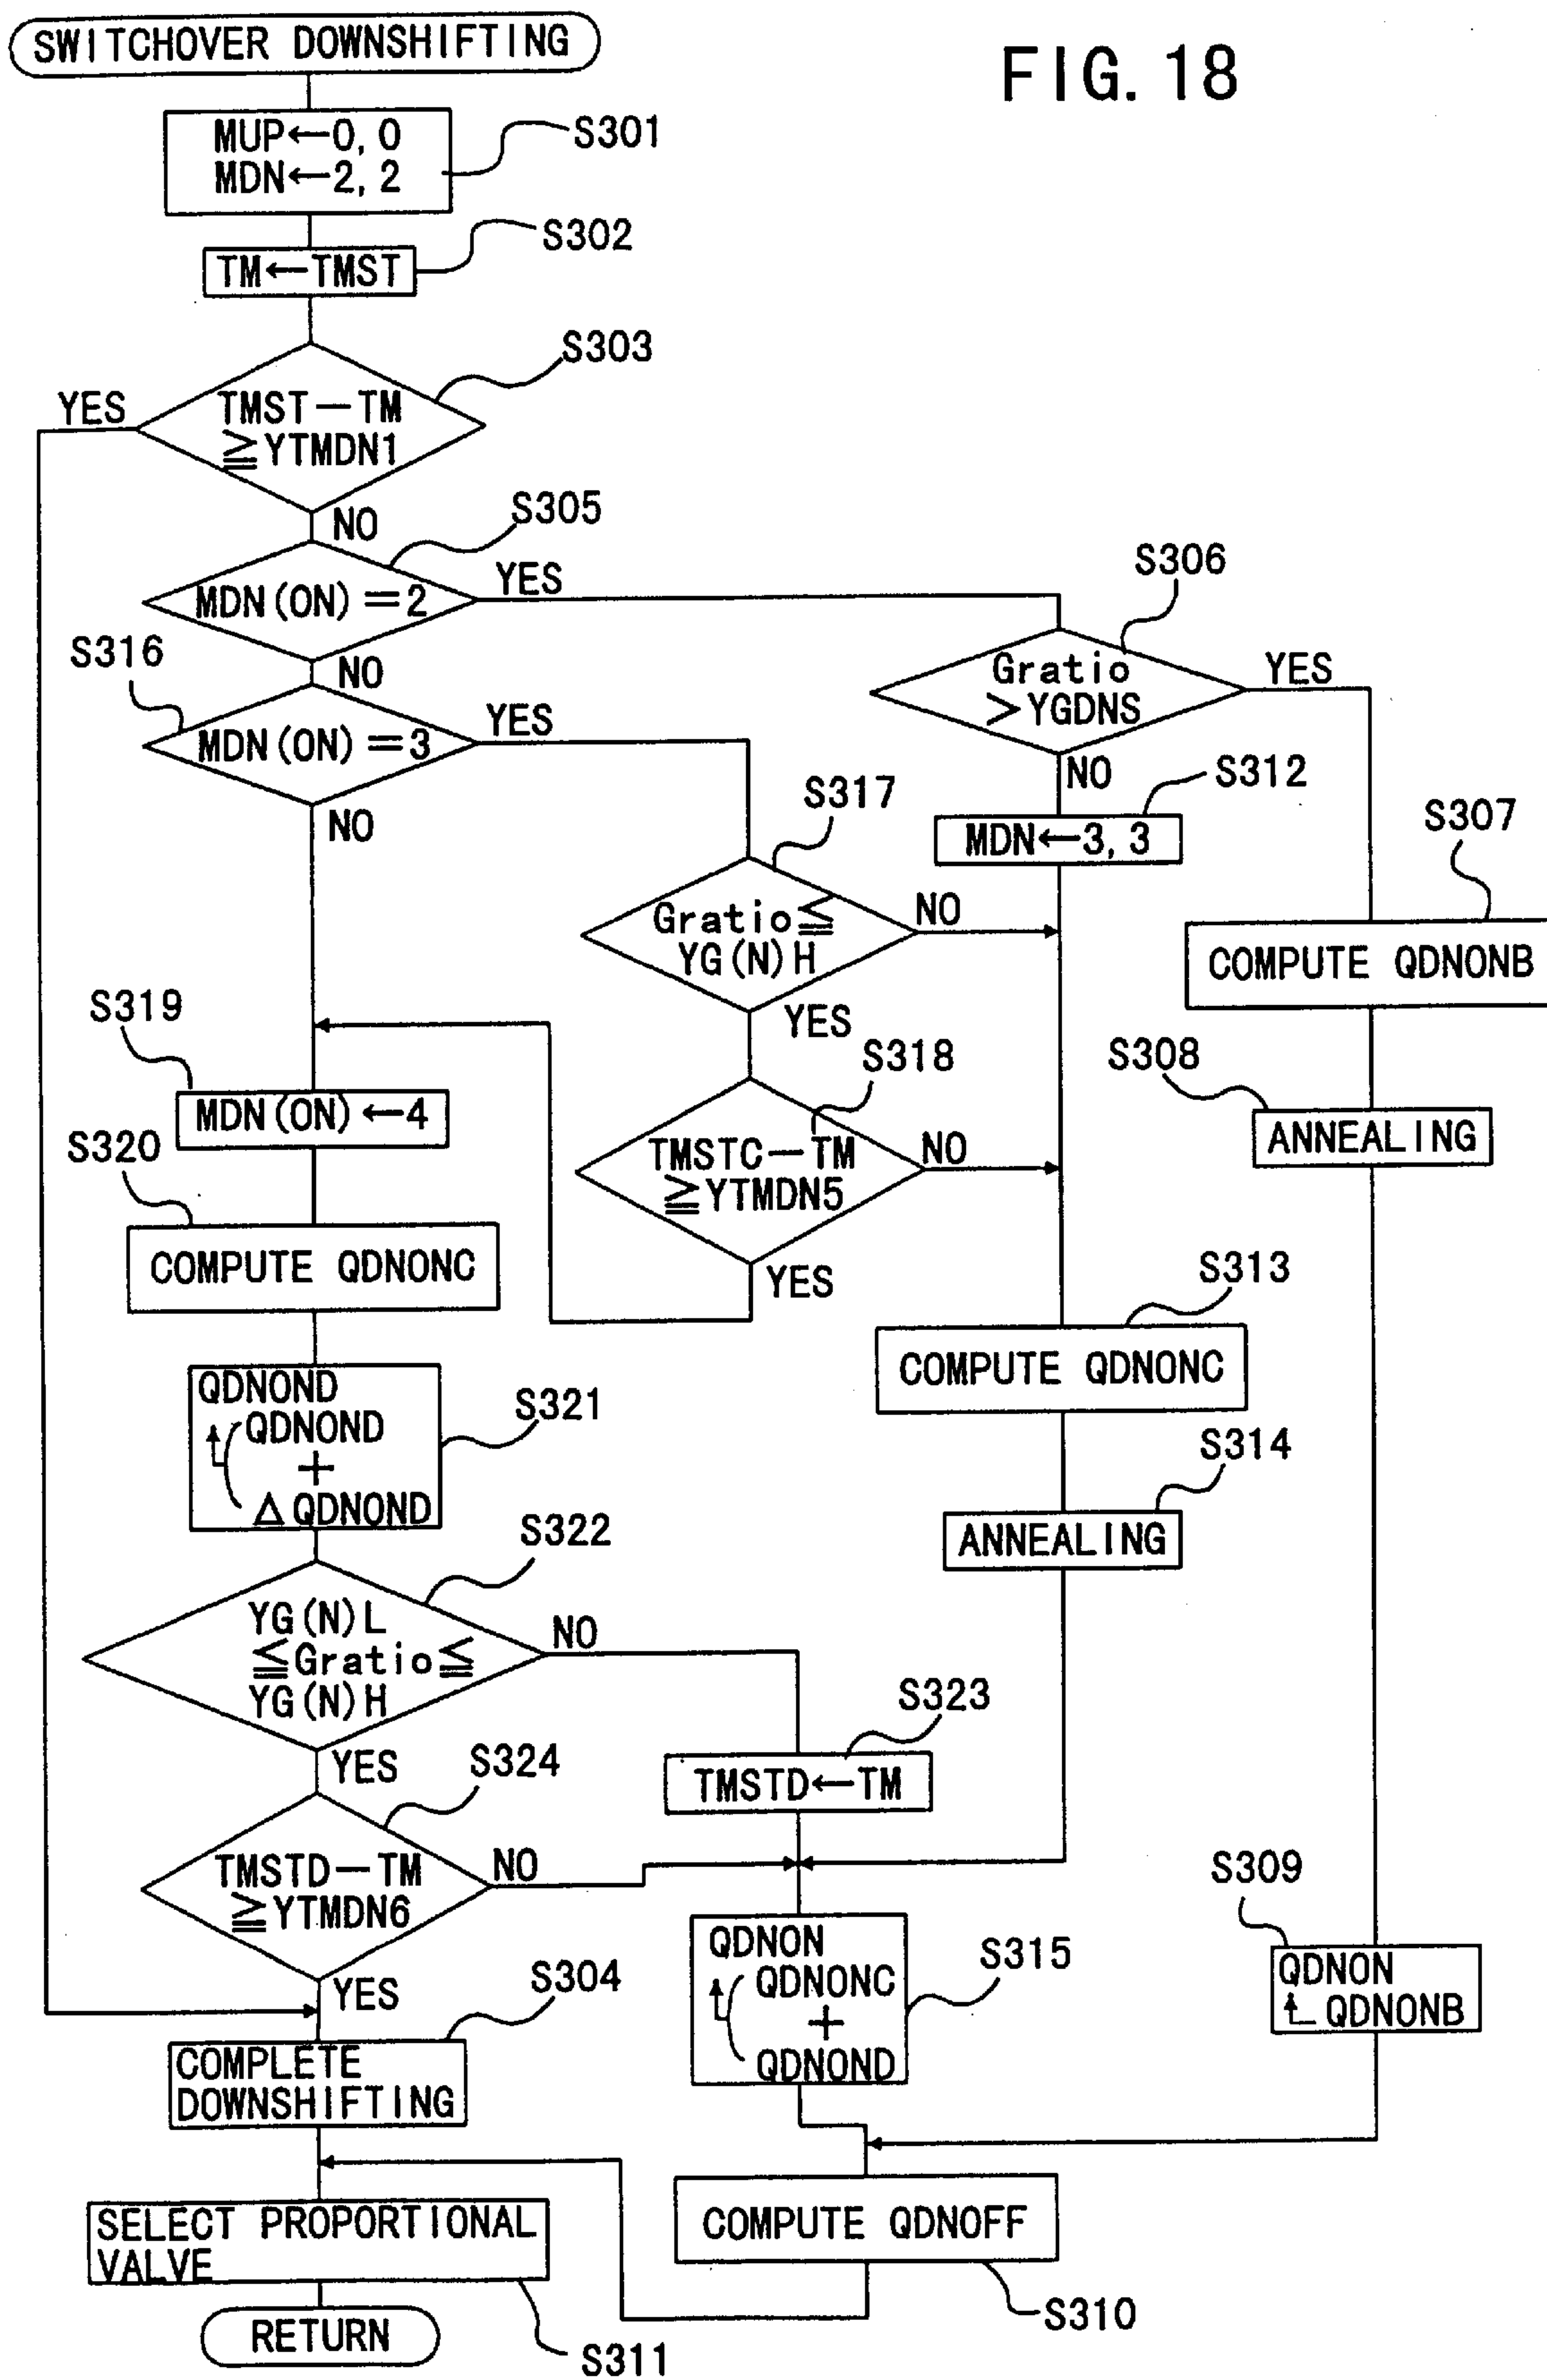 SWITCHOVER DOWNSHIFTING
FIG. 18
MUP←0, 0
MDN←2, 2
S301
TM←TMST
S302
S303
TMST－TM
≧YTMDN1
YES
NO
S305
MDN(ON)＝2
YES
NO
S306
Gratio
＞YGDNS
YES
NO
S316
MDN(ON)＝3
YES
NO
S312
MDN←3, 3
S317
Gratio≦
YG(N)H
NO
YES
S307
COMPUTE QDNONB
S308
ANNEALING
S318
TMSTC－TM
≧YTMDN5
NO
YES
S319
MDN(ON)←4
S320
COMPUTE QDNONC
S313
COMPUTE QDNONC
S314
ANNEALING
S321
QDNOND
QDNOND
＋
ΔQDNOND
S322
YG(N)L
≦Gratio≦
YG(N)H
NO
YES
S323
TMSTD←TM
S324
TMSTD－TM
≧YTMDN6
NO
YES
S309
QDNON
QDNONB
S315
QDNON
QDNONC
＋
QDNOND
S304
COMPLETE
DOWNSHIFTING
COMPUTE QDNOFF
S310
SELECT PROPORTIONAL
VALVE
S311
RETURN